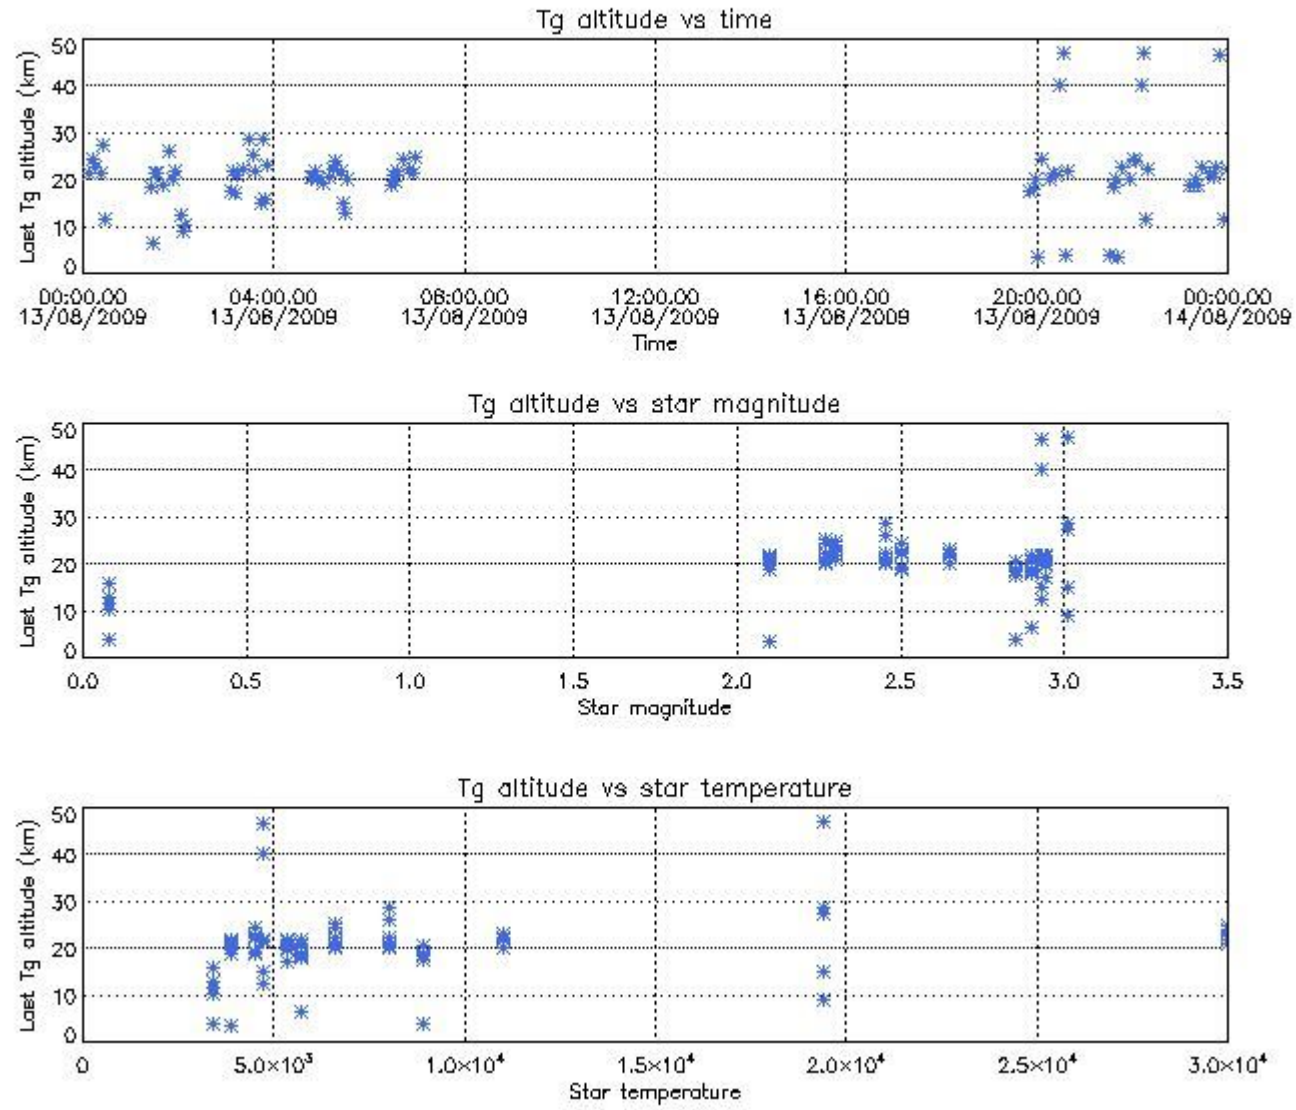 Tg altitude vs time
Last Tg altitude (km)
50
40
30
20
10
0
00:00.00 04:00.00 08:00.00 12:00.00 16:00.00 20:00.00 00:00.00
13/08/2009 13/08/2009 13/08/2009 13/08/2009 13/08/2009 13/08/2009 14/08/2009
Time
Tg altitude vs star magnitude
Last Tg altitude (km)
50
40
30
20
10
0
0.0 0.5 1.0 1.5 2.0 2.5 3.0 3.5
Star magnitude
Tg altitude vs star temperature
Last Tg altitude (km)
50
40
30
20
10
0
0 5.0×10³ 1.0×10⁴ 1.5×10⁴ 2.0×10⁴ 2.5×10⁴ 3.0×10⁴
Star temperature